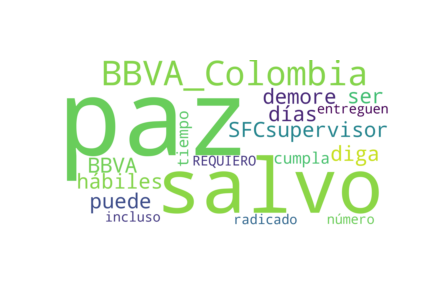 BBVA_Colombia
paz
demore ser
entreguen
días
tiempo
SFCsupervisor
BBVA
REQUIERO
cumpla
diga
hábiles
salvo
puede
incluso
radicado
número